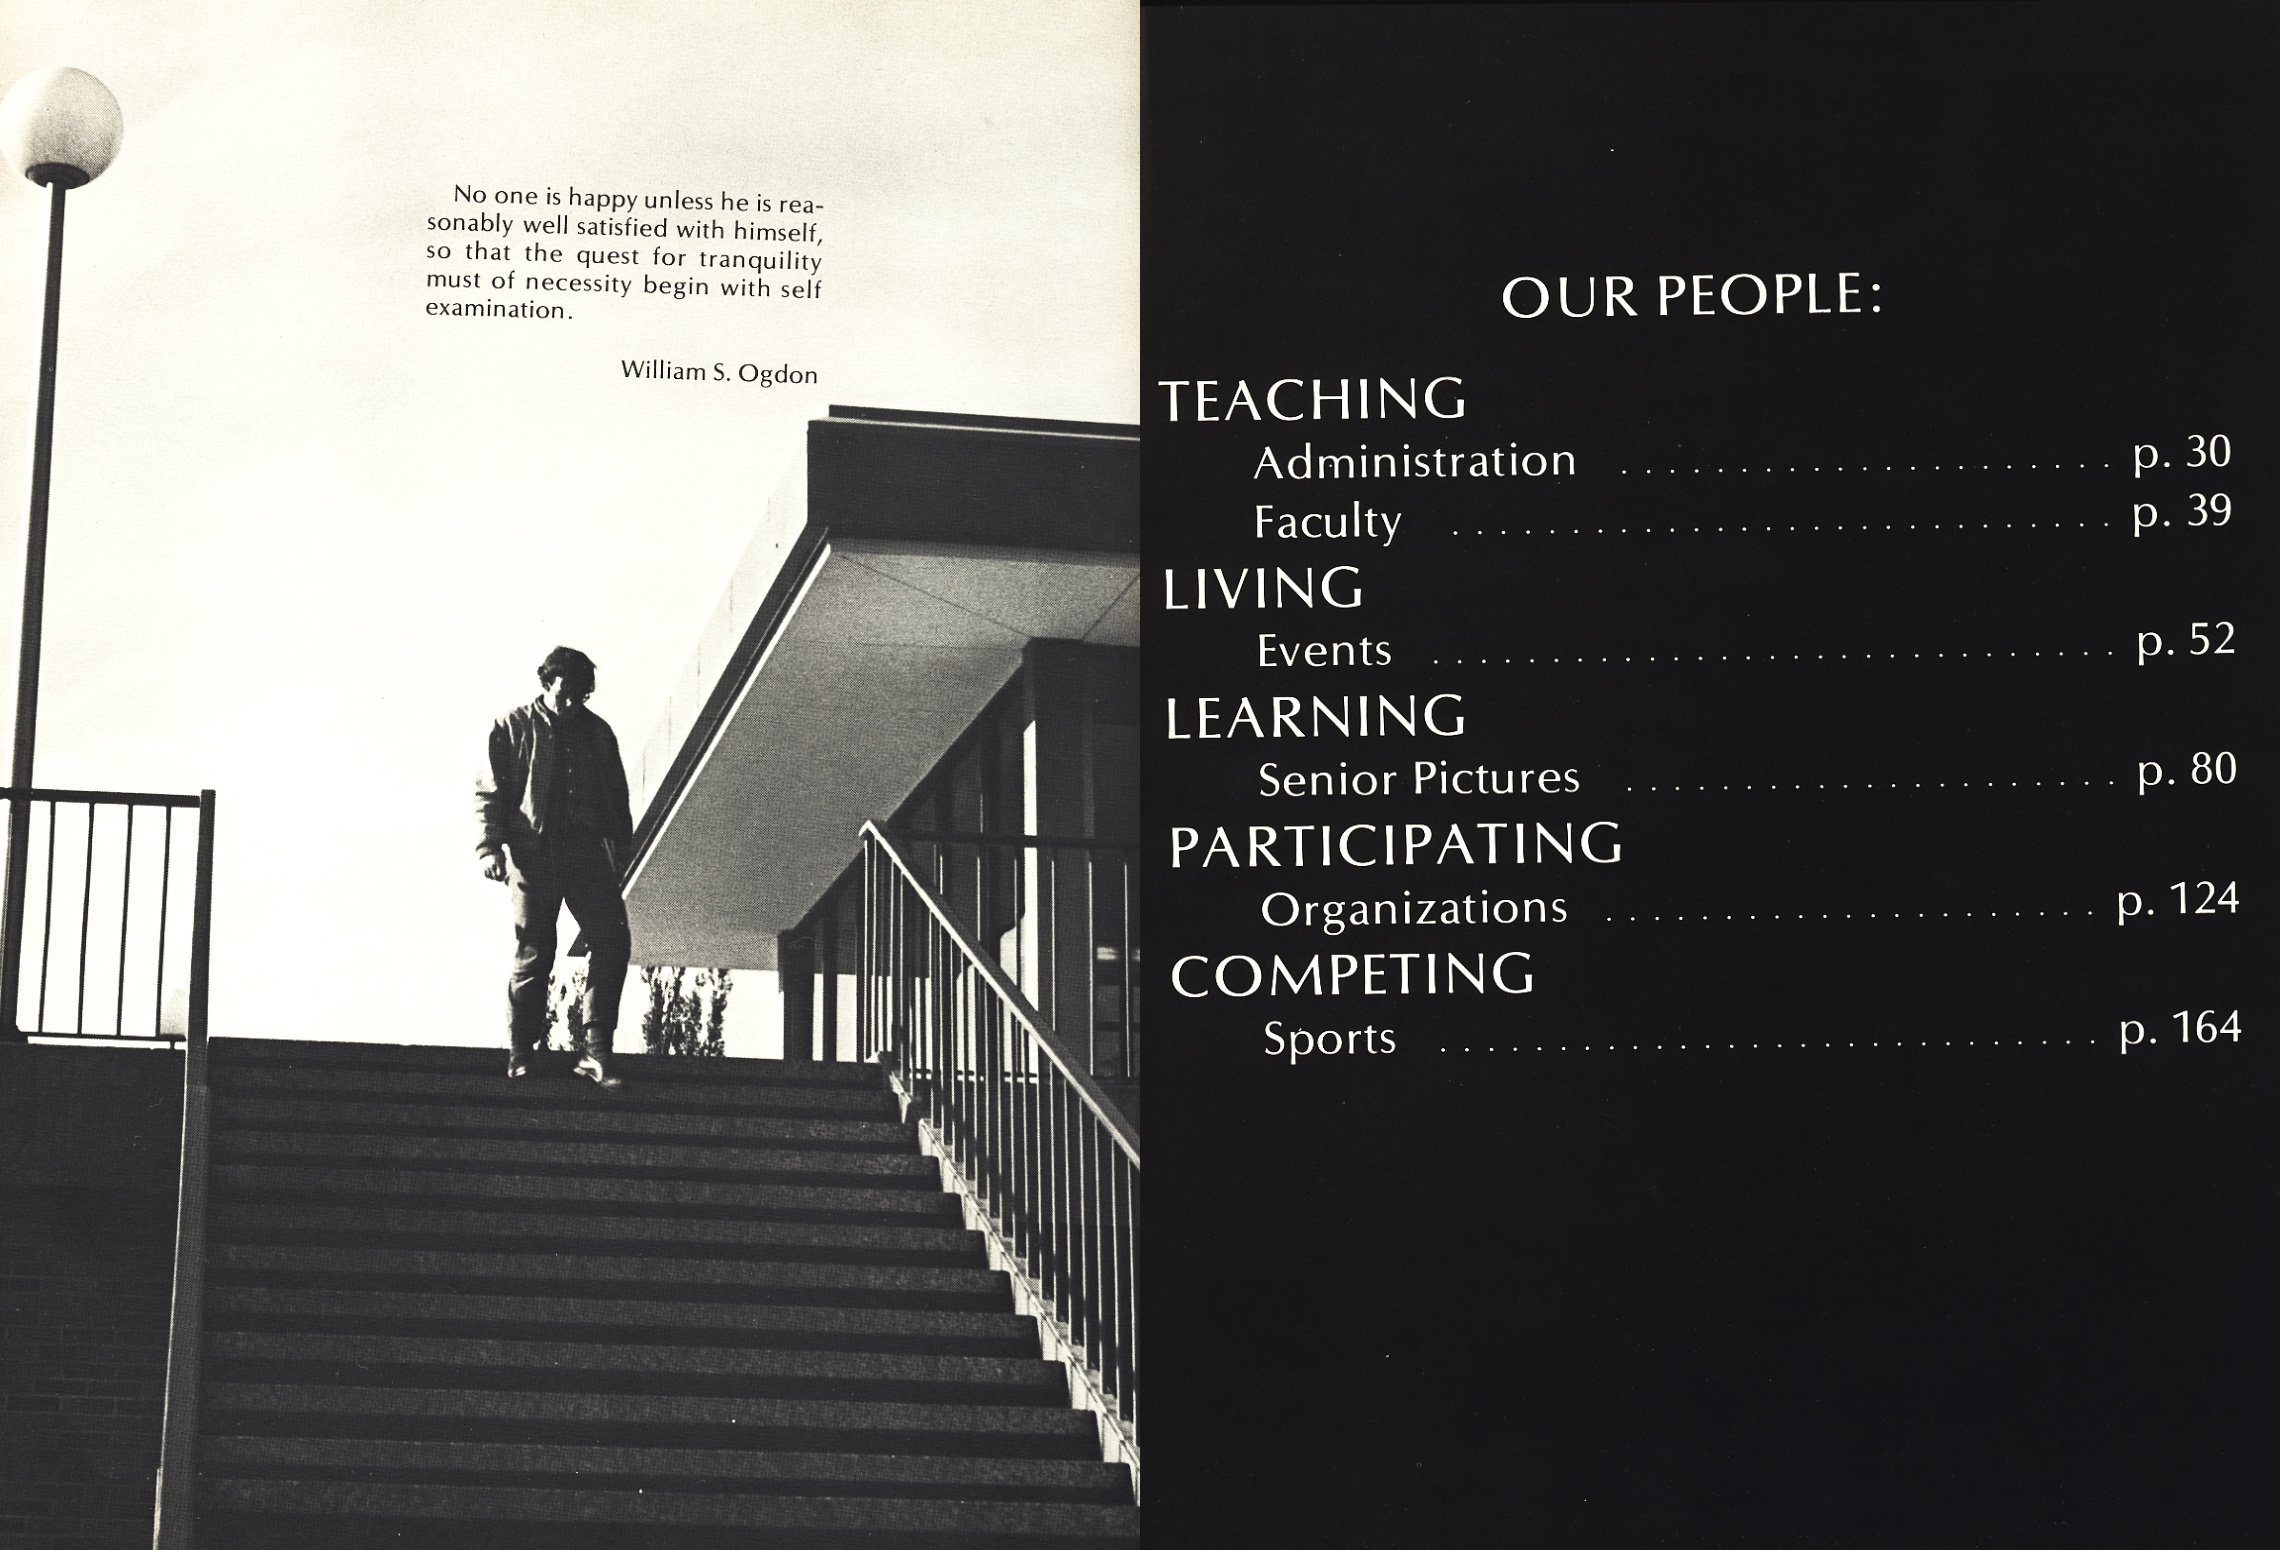 No one is happy unless he is rea-
sonably well satisfied with himself,
so that the quest for tranquility
must of necessity begin with self
examination.
William S. Ogdon
OUR PEOPLE:
TEACHING
Administration . . . . . . . . . . . . . . . . . . . . . p. 30
Faculty . . . . . . . . . . . . . . . . . . . . . . . . . . . . p. 39
LIVING
Events . . . . . . . . . . . . . . . . . . . . . . . . . . . . . p. 52
LEARNING
Senior Pictures . . . . . . . . . . . . . . . . . . . . . p. 80
PARTICIPATING
Organizations . . . . . . . . . . . . . . . . . . . . . p. 124
COMPETING
Sports . . . . . . . . . . . . . . . . . . . . . . . . . . . . p. 164